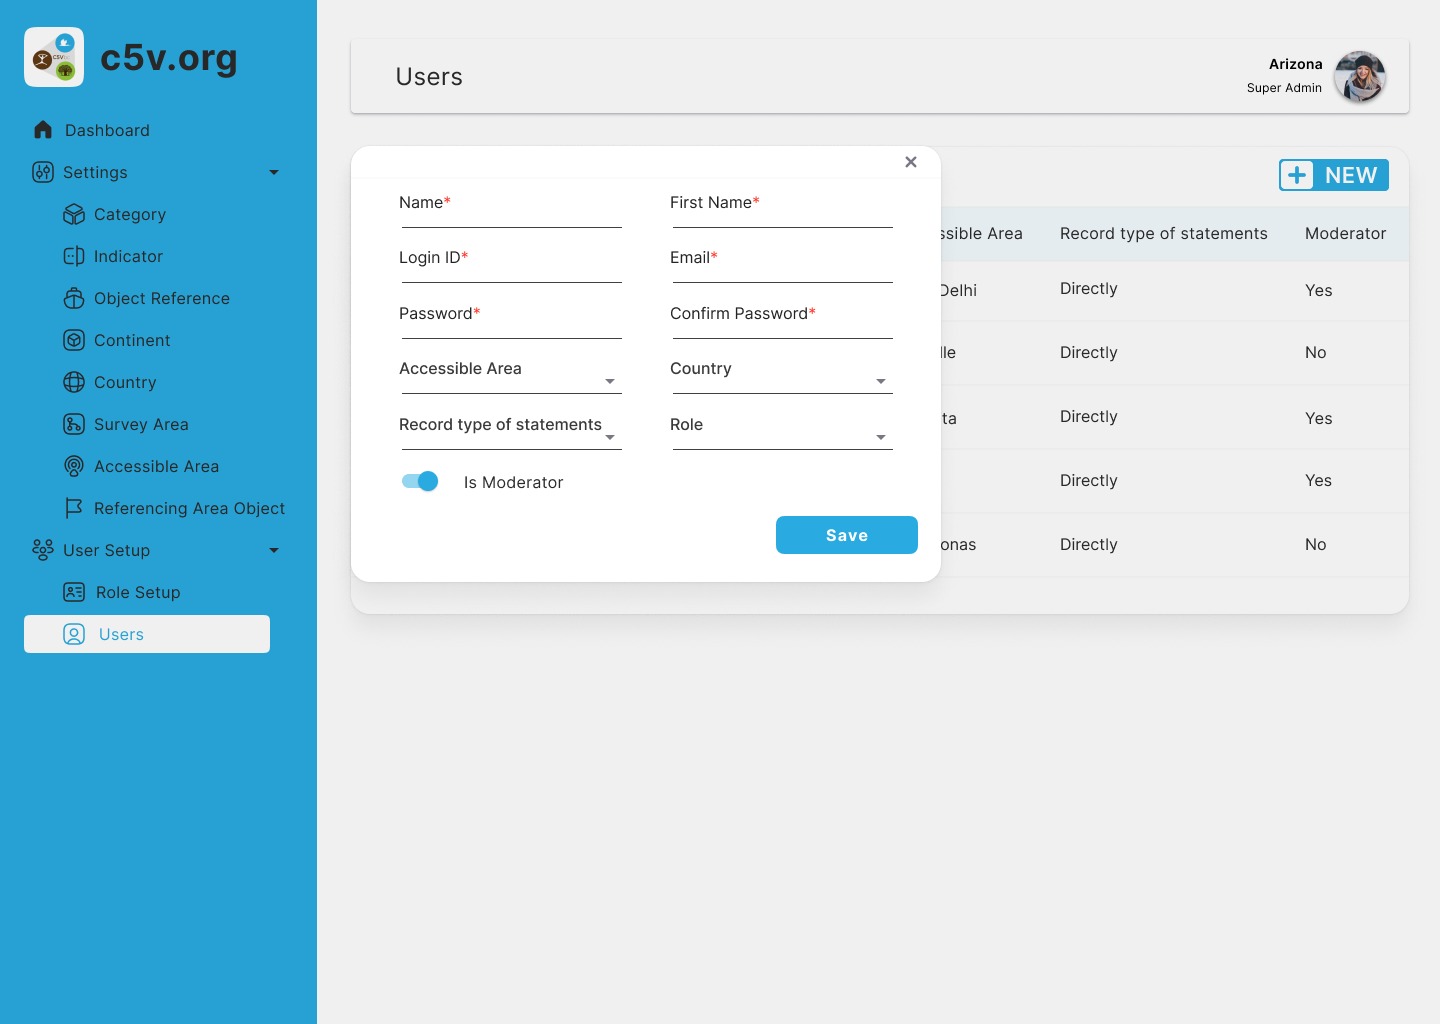 c5v.org
Dashboard
Settings
Category
Indicator
Object Reference
Continent
Country
Survey Area
Accessible Area
Referencing Area Object
User Setup
Role Setup
Users
Users
Arizona
Super Admin
NEW
ssible Area Record type of statements Moderator
Delhi Directly Yes
lle Directly No
ta Directly Yes
Directly Yes
onas Directly No
Name* First Name*
Login ID* Email*
Password* Confirm Password*
Accessible Area Country
Record type of statements Role
Is Moderator
Save